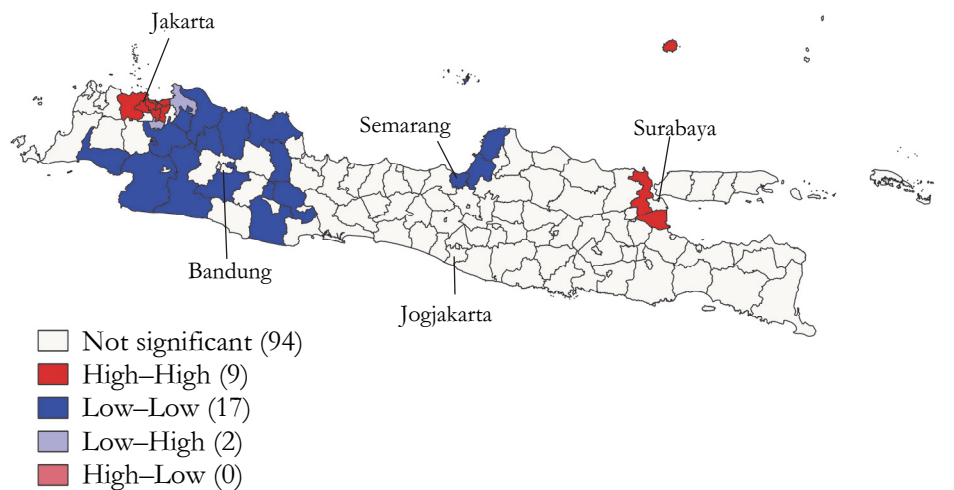 Jakarta
Semarang
Surabaya
Bandung
Jogjakarta
Not significant (94)
High–High (9)
Low–Low (17)
Low–High (2)
High–Low (0)